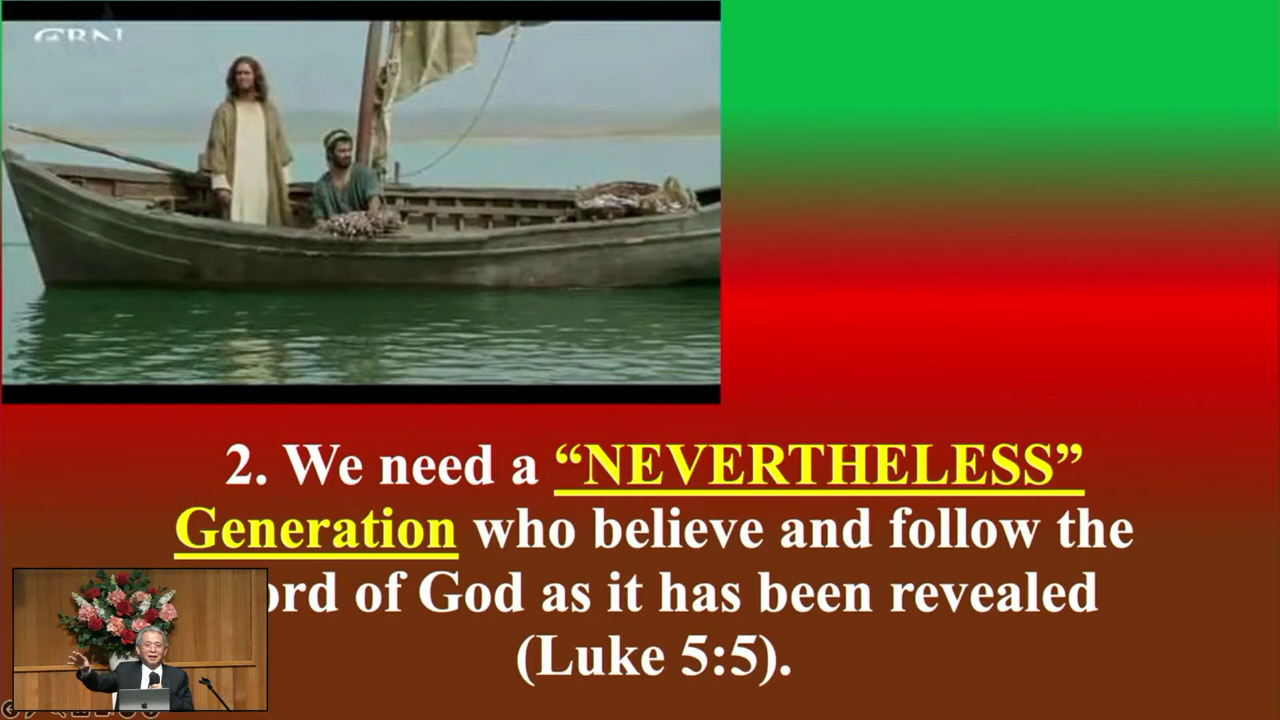 CBN
2. We need a “NEVERTHELESS”
Generation who believe and follow the
of God as it has been revealed
(Luke 5:5).